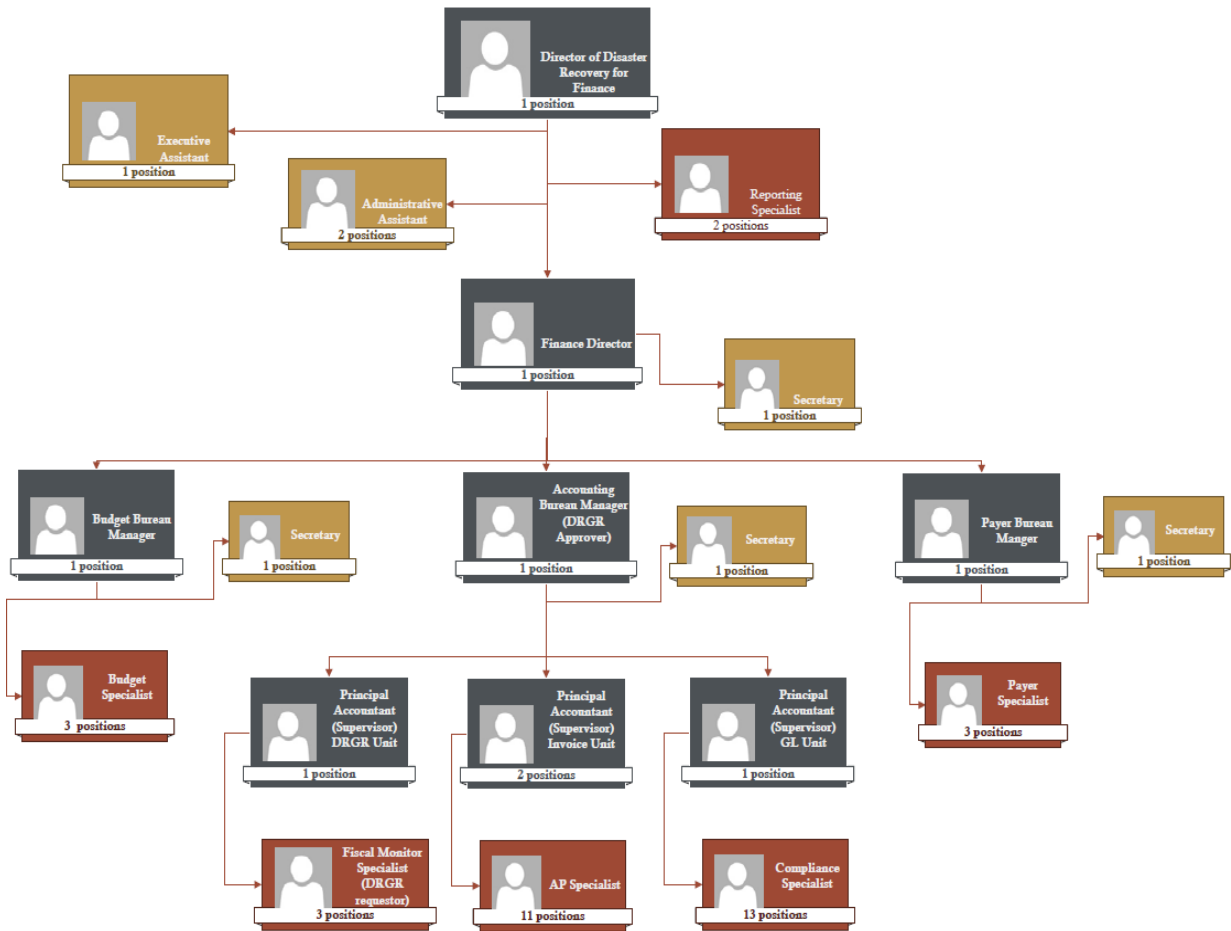 Director of Disaster
Recovery for
Finance
1 position
Executive
Assistant
1 position
Administrative
Assistant
2 positions
Reporting
Specialist
2 positions
Finance Director
1 position
Secretary
1 position
Budget Bureau
Manager
1 position
Secretary
1 position
Accounting
Bureau Manager
(DRGR
Approver)
1 position
Secretary
1 position
Payer Bureau
Manger
1 position
Secretary
1 position
Budget
Specialist
3 positions
Principal
Accountant
(Supervisor)
DRGR Unit
1 position
Principal
Accountant
(Supervisor)
Invoice Unit
2 positions
Principal
Accountant
(Supervisor)
GL Unit
1 position
Payer
Specialist
3 positions
Fiscal Monitor
Specialist
(DRGR
requestor)
3 positions
AP Specialist
11 positions
Compliance
Specialist
13 positions